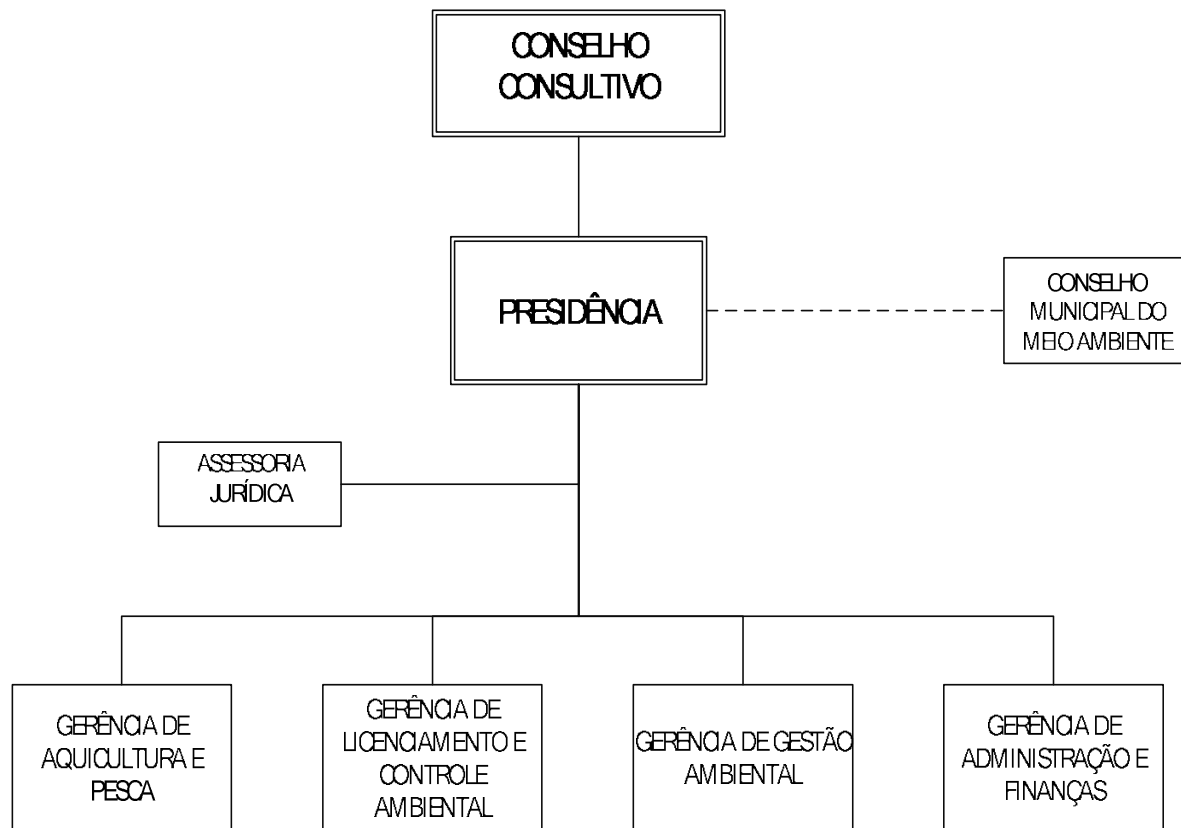 CONSELHO
CONSULTIVO
PRESIDÊNCIA
CONSELHO
MUNICIPAL DO
MEIO AMBIENTE
ASSESSORIA
JURÍDICA
GERÊNCIA DE
AQUICULTURA E
PESCA
GERÊNCIA DE
LICENCIAMENTO E
CONTROLE
AMBIENTAL
GERÊNCIA DE GESTÃO
AMBIENTAL
GERÊNCIA DE
ADMINISTRAÇÃO E
FINANÇAS